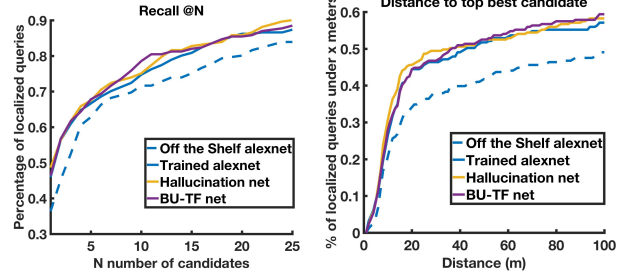 Recall @N
Percentage of localized queries
0.9
0.8
0.7
0.6
0.5
0.4
0.3
5
10
15
20
25
N number of candidates
Off the Shelf alexnet
Trained alexnet
Hallucination net
BU-TF net
Distance to top best candidate
% of localized queries under x meters
0.6
0.5
0.4
0.3
0.2
0.1
0
0
20
40
60
80
100
Distance (m)
Off the Shelf alexnet
Trained alexnet
Hallucination net
BU-TF net